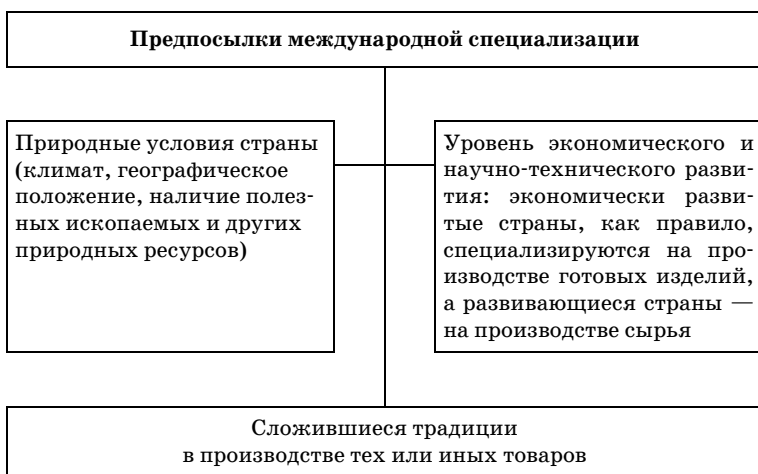 Предпосылки международной специализации
Природные условия страны
(климат, географическое
положение, наличие полез-
ных ископаемых и других
природных ресурсов)
Уровень экономического и
научно-технического разви-
тия: экономически разви-
тые страны, как правило,
специализируются на про-
изводстве готовых изделий,
а развивающиеся страны —
на производстве сырья
Сложившиеся традиции
в производстве тех или иных товаров